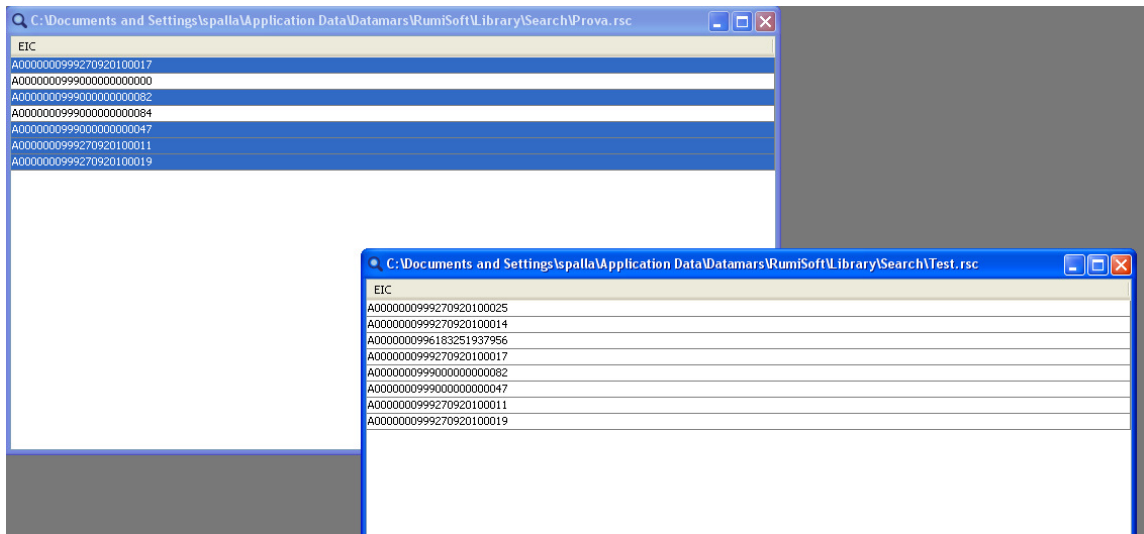 C:\Documents and Settings\spalla\Application Data\Datamars\RumiSoft\Library\Search\Prova.rsc
EIC
A0000000999270920100017
A0000000999000000000000
A0000000999000000000082
A0000000999000000000084
A0000000999000000000047
A0000000999270920100011
A0000000999270920100019
C:\Documents and Settings\spalla\Application Data\Datamars\RumiSoft\Library\Search\Test.rsc
EIC
A0000000999270920100025
A0000000999270920100014
A0000000996183251937956
A0000000999270920100017
A0000000999000000000082
A0000000999000000000047
A0000000999270920100011
A0000000999270920100019